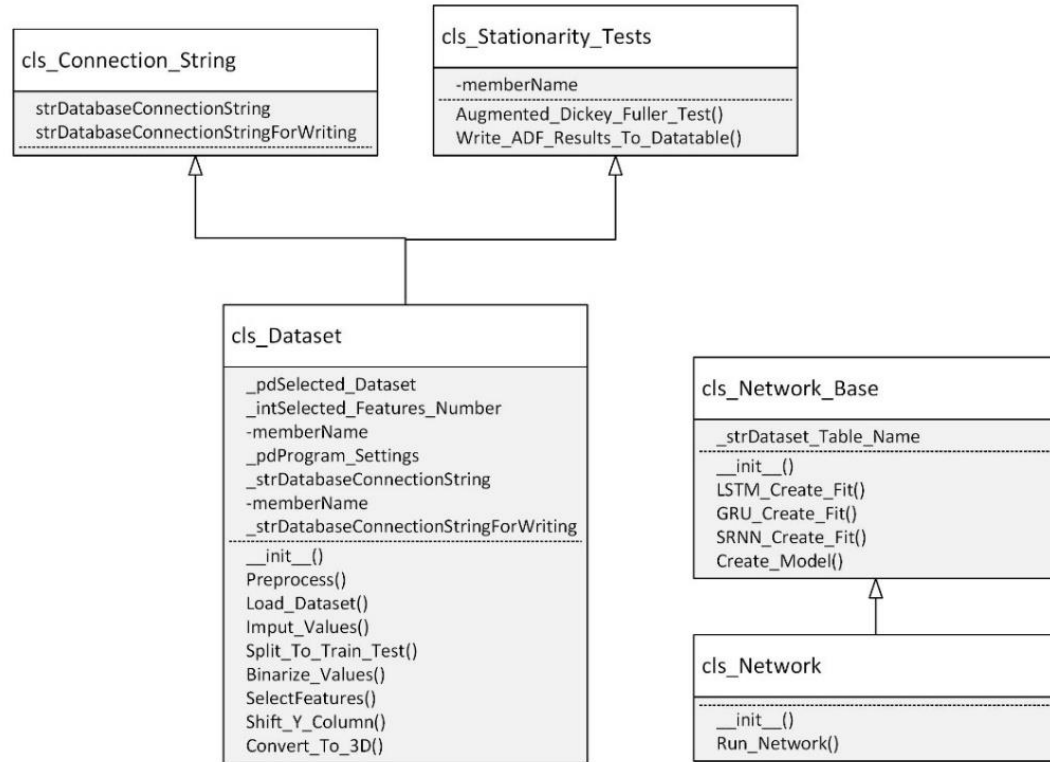 cls_Connection_String
strDatabaseConnectionString
strDatabaseConnectionStringForWriting
cls_Stationarity_Tests
-memberName
Augmented_Dickey_Fuller_Test()
Write_ADF_Results_To_Datatable()
cls_Dataset
_pdSelected_Dataset
_intSelected_Features_Number
-memberName
_pdProgram_Settings
_strDatabaseConnectionString
-memberName
_strDatabaseConnectionStringForWriting
__init__()
Preprocess()
Load_Dataset()
Imput_Values()
Split_To_Train_Test()
Binarize_Values()
SelectFeatures()
Shift_Y_Column()
Convert_To_3D()
cls_Network_Base
_strDataset_Table_Name
__init__()
LSTM_Create_Fit()
GRU_Create_Fit()
SRNN_Create_Fit()
Create_Model()
cls_Network
__init__()
Run_Network()